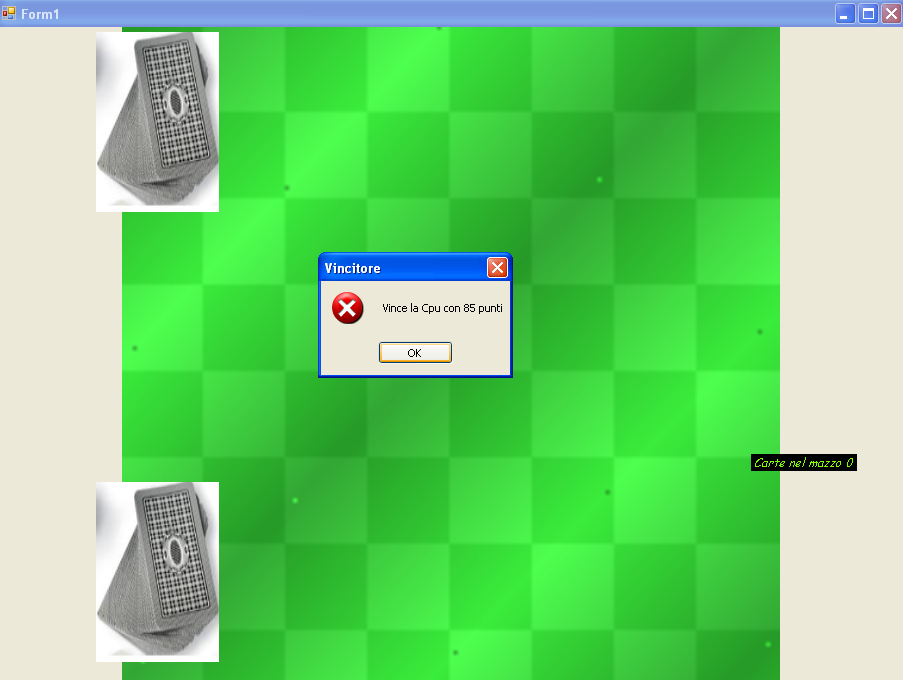 Form1
Vincitore
Vince la Cpu con 85 punti
OK
Carte nel mazzo 0